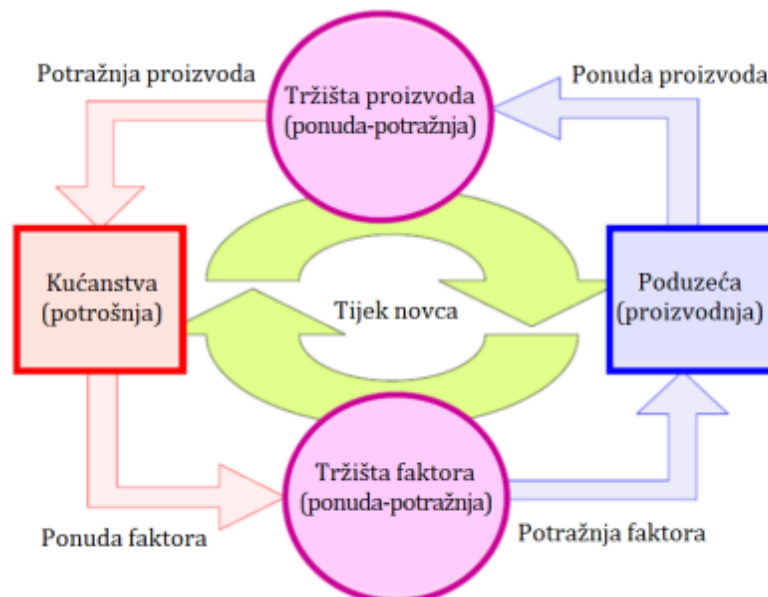 Potražnja proizvoda
Tržišta proizvoda
(ponuda-potražnja)
Ponuda proizvoda
Kućanstva
(potrošnja)
Tijek novca
Poduzeća
(proizvodnja)
Tržišta faktora
(ponuda-potražnja)
Ponuda faktora
Potražnja faktora